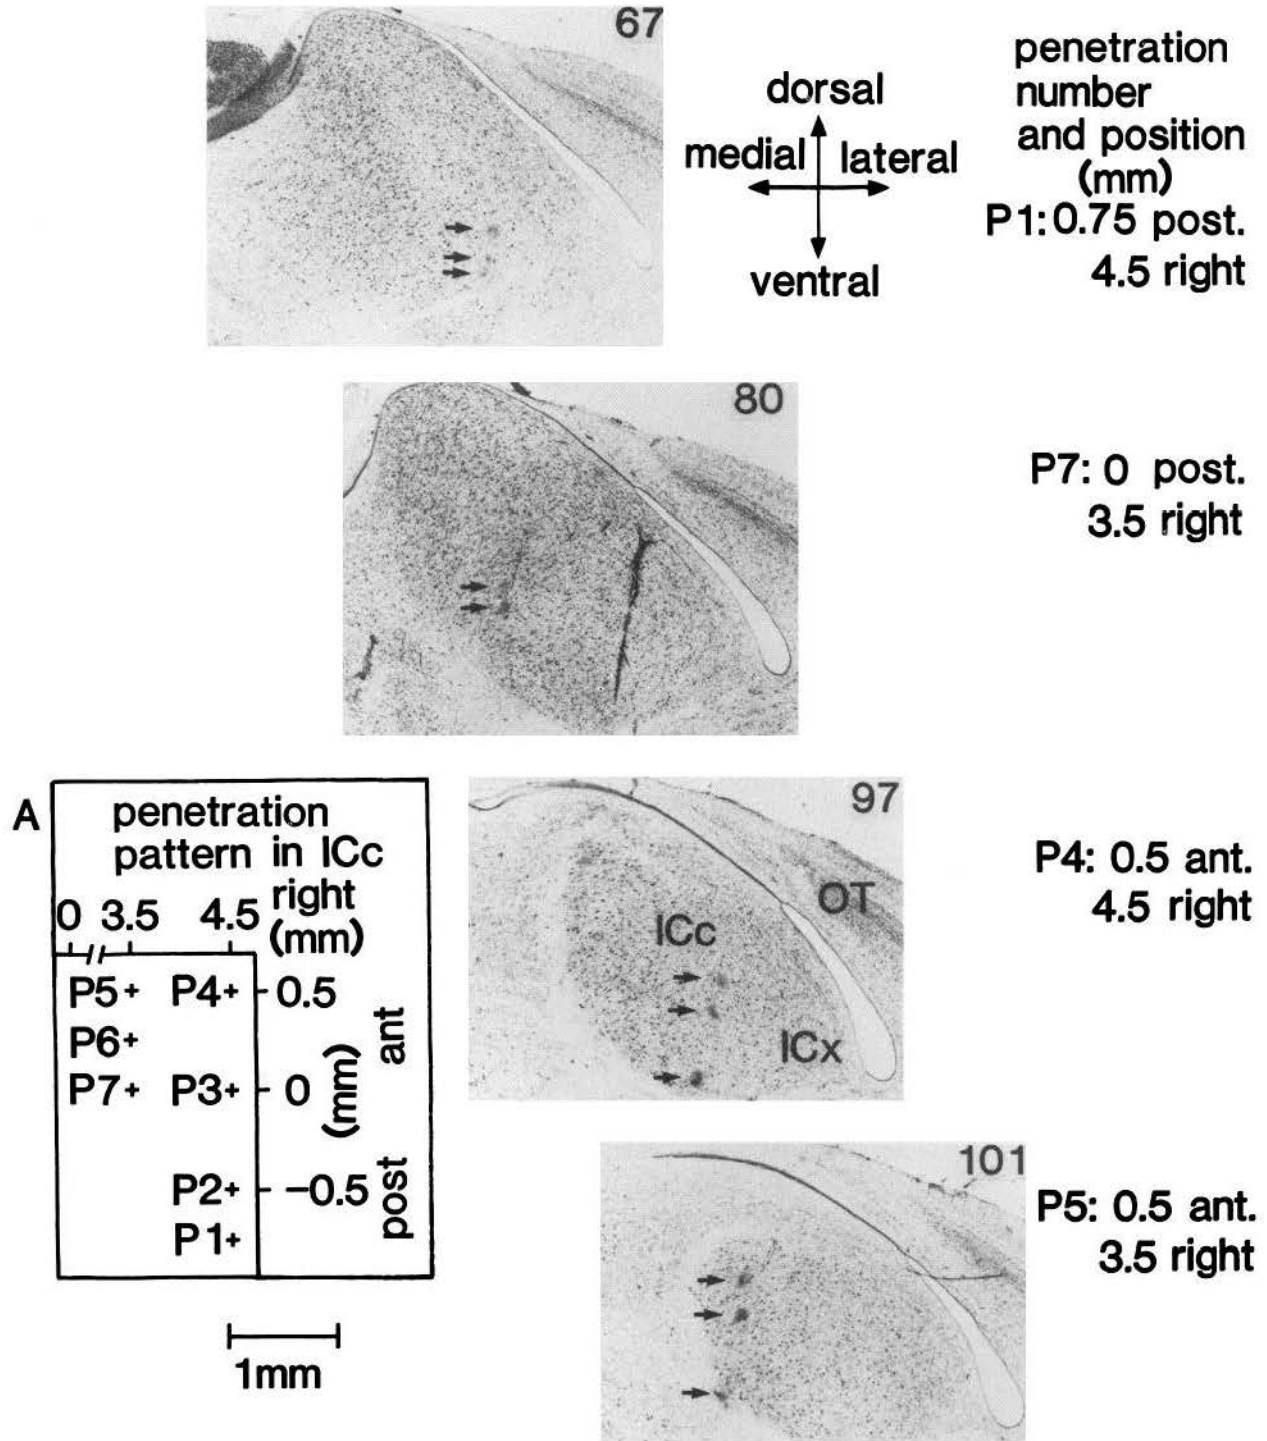 67
penetration
number
and position
(mm)
dorsal
medial lateral
ventral
P1: 0.75 post.
4.5 right
80
P7: 0 post.
3.5 right
A
penetration
pattern in ICc
right
(mm)
0 3.5 4.5
P5+ P4+ 0.5
P6+
P7+ P3+ 0
P2+ -0.5
P1+
ant
(mm)
post
1mm
97
OT
ICc
ICx
P4: 0.5 ant.
4.5 right
101
P5: 0.5 ant.
3.5 right